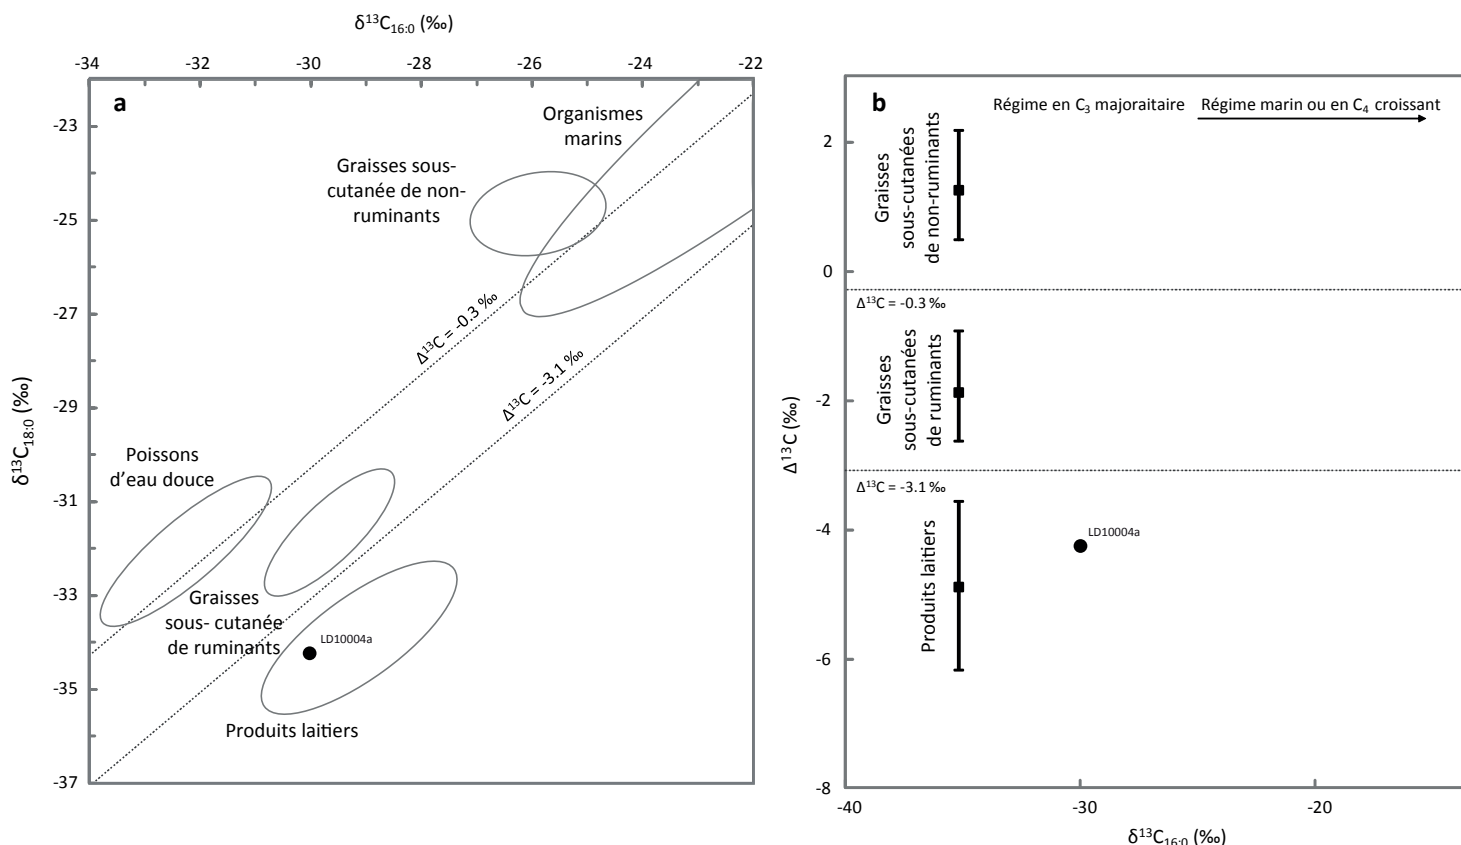 δ¹³C₁₆:₀ (‰)
-34 -32 -30 -28 -26 -24 -22
a
-23
-25
-27
-29
-31
-33
-35
-37
δ¹³C₁₈:₀ (‰)
Organismes
marins
Graisses sous-
cutanée de non-
ruminants
Δ¹³C = -0.3 ‰
Δ¹³C = -3.1 ‰
Poissons
d’eau douce
Graisses
sous- cutanée
de ruminants
LD10004a
Produits laitiers
b
Régime en C₃ majoraitaire
Régime marin ou en C₄ croissant
2
0
-2
-4
-6
-8
Δ¹³C (‰)
Graisses
sous-cutanées
de non-ruminants
Δ¹³C = -0.3 ‰
Graisses
sous-cutanées
de ruminants
Δ¹³C = -3.1 ‰
Produits laitiers
LD10004a
-40 -30 -20
δ¹³C₁₆:₀ (‰)